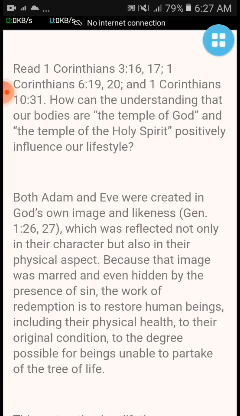 79% 6:27 AM
0:0KB/s U:0KB/s No internet connection
Read 1 Corinthians 3:16, 17; 1
Corinthians 6:19, 20; and 1 Corinthians
10:31. How can the understanding that
our bodies are “the temple of God” and
“the temple of the Holy Spirit” positively
influence our lifestyle?
Both Adam and Eve were created in
God’s own image and likeness (Gen.
1:26, 27), which was reflected not only
in their character but also in their
physical aspect. Because that image
was marred and even hidden by the
presence of sin, the work of
redemption is to restore human beings,
including their physical health, to their
original condition, to the degree
possible for beings unable to partake
of the tree of life.